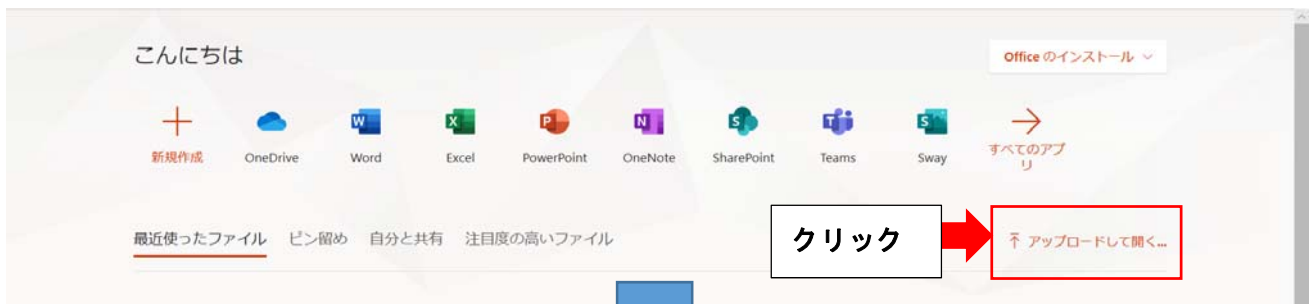 こんにちは
Office のインストール
新規作成
OneDrive
Word
Excel
PowerPoint
OneNote
SharePoint
Teams
Sway
すべてのアプ
リ
最近使ったファイル ピン留め 自分と共有 注目度の高いファイル
クリック
アップロードして開く...